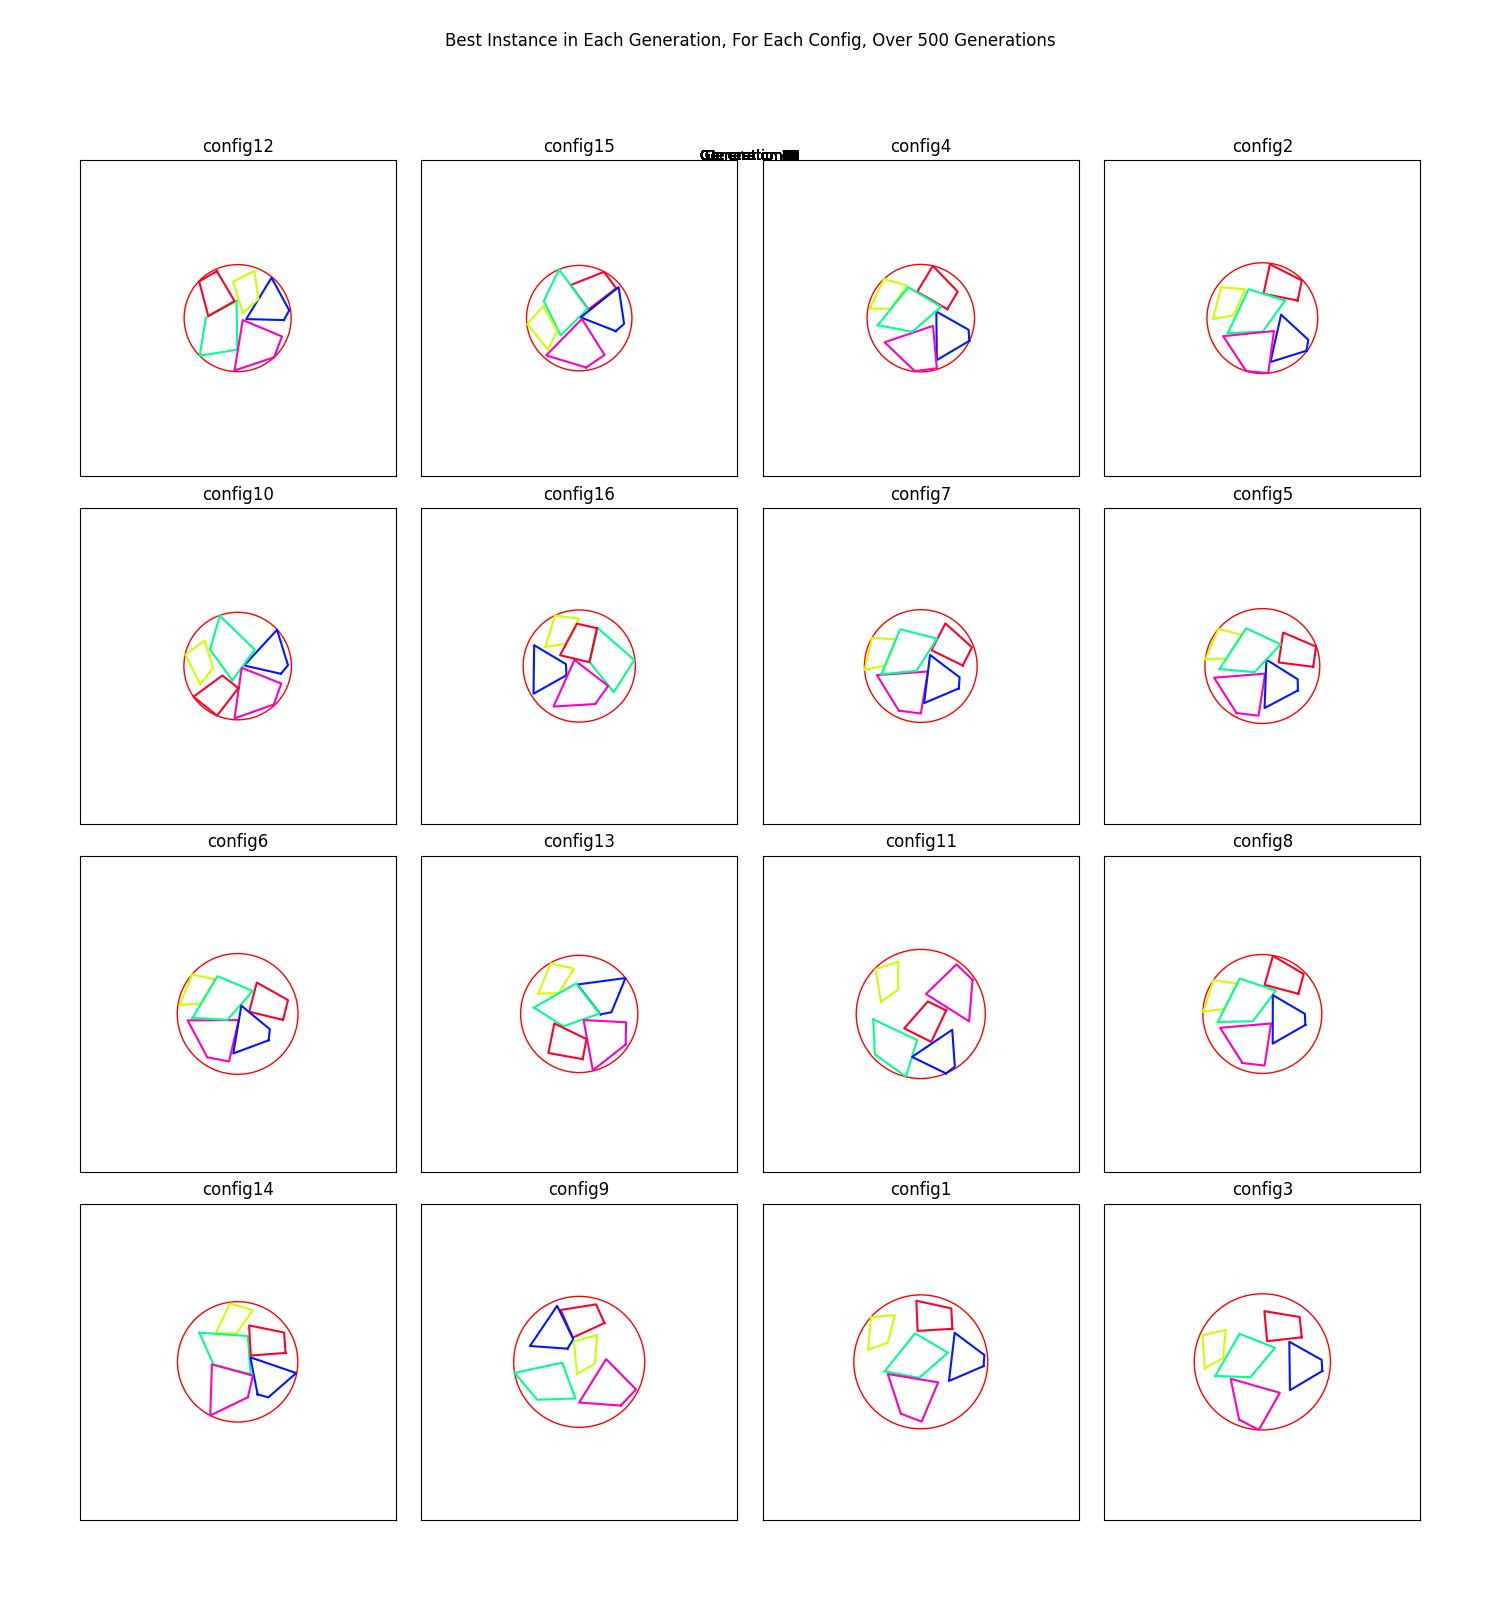 Best Instance in Each Generation, For Each Config, Over 500 Generations
config12
config15
config4
config2
config10
config16
config7
config5
config6
config13
config11
config8
config14
config9
config1
config3